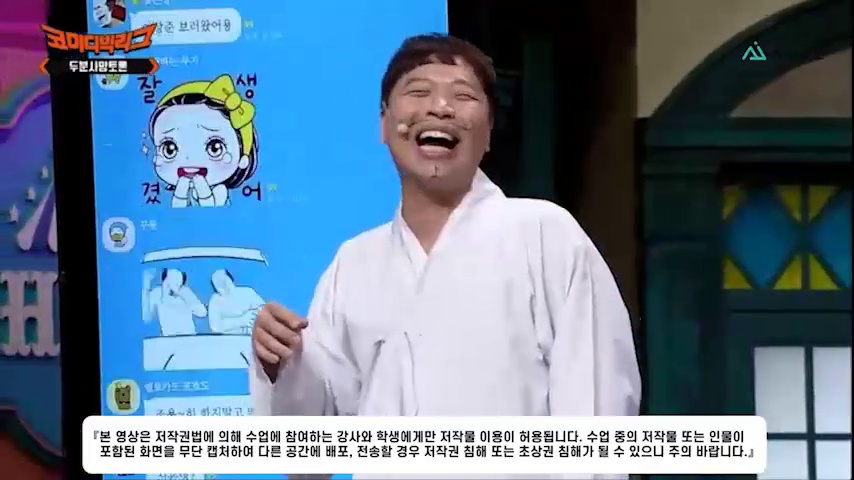 코미디빅리그
두분사망토론
보러왔어용
잘 생
겼 어
『본 영상은 저작권법에 의해 수업에 참여하는 강사와 학생에게만 저작물 이용이 허용됩니다. 수업 중의 저작물 또는 인물이
포함된 화면을 무단 캡처하여 다른 공간에 배포, 전송할 경우 저작권 침해 또는 초상권 침해가 될 수 있으니 주의 바랍니다.』